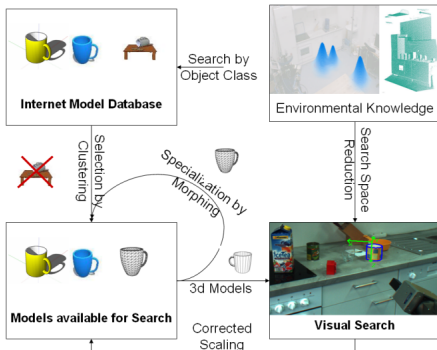 Search by
Object Class
Internet Model Database
Environmental Knowledge
Selection by
Clustering
Specialization by
Morphing
Search Space
Reduction
3d Models
Models available for Search
Visual Search
Corrected
Scaling